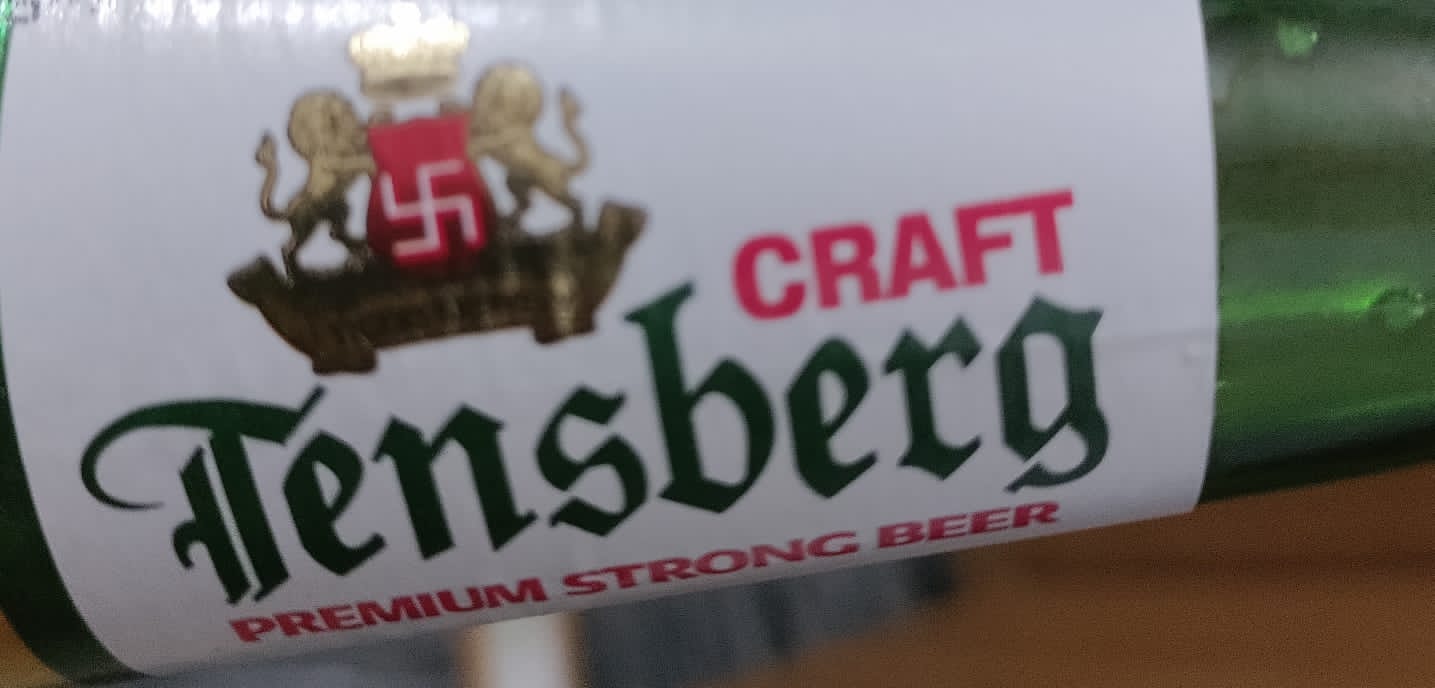 CRAFT
Tensberg
PREMIUM STRONG BEER